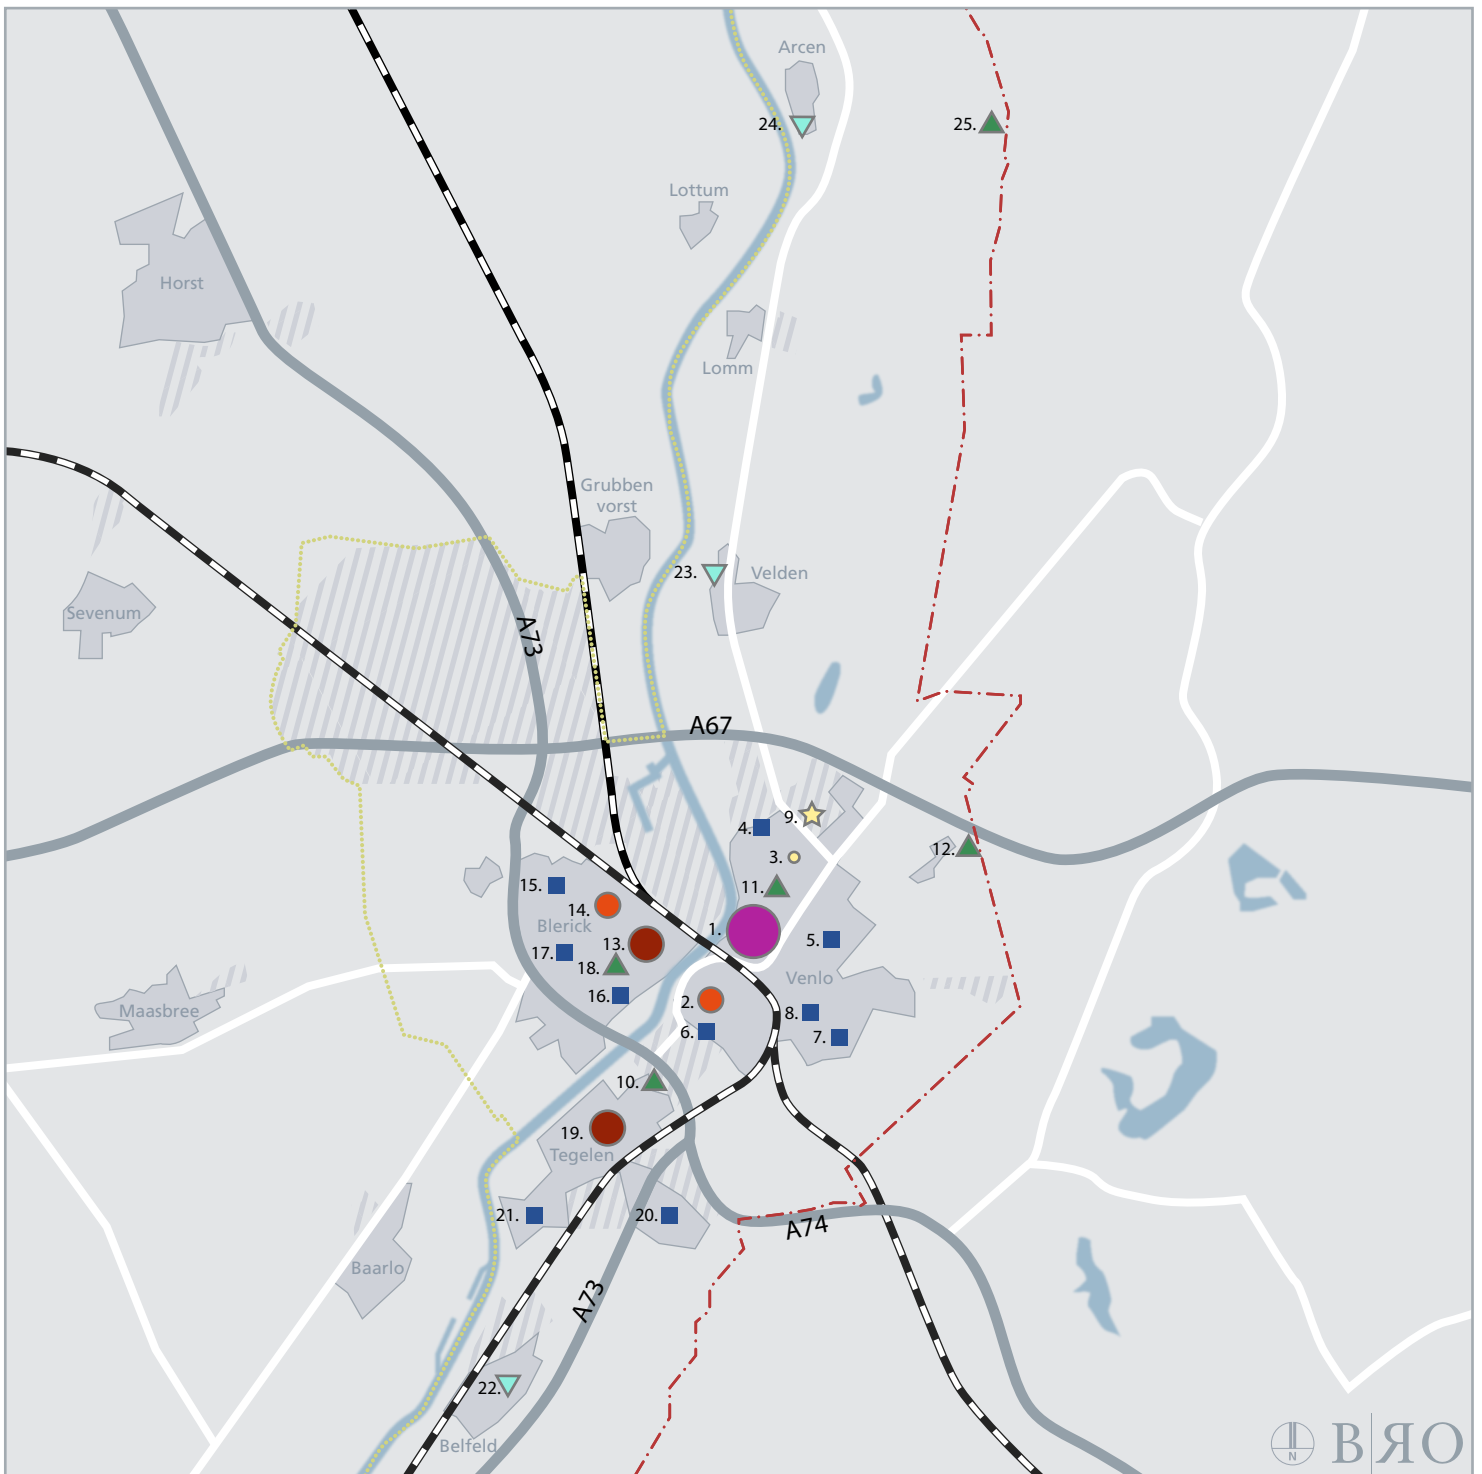 Arcen
24.
25.
Lottum
Horst
Lomm
Grubben
vorst
23.
Velden
Sevenum
A73
A67
9.
4.
3.
12.
15.
11.
14.
Blerick
1.
13.
5.
17.
18.
Venlo
16.
2.
Maasbree
8.
6.
7.
10.
19.
Tegelen
21.
20.
A74
Baarlo
A73
22.
Belfeld
N
BRO